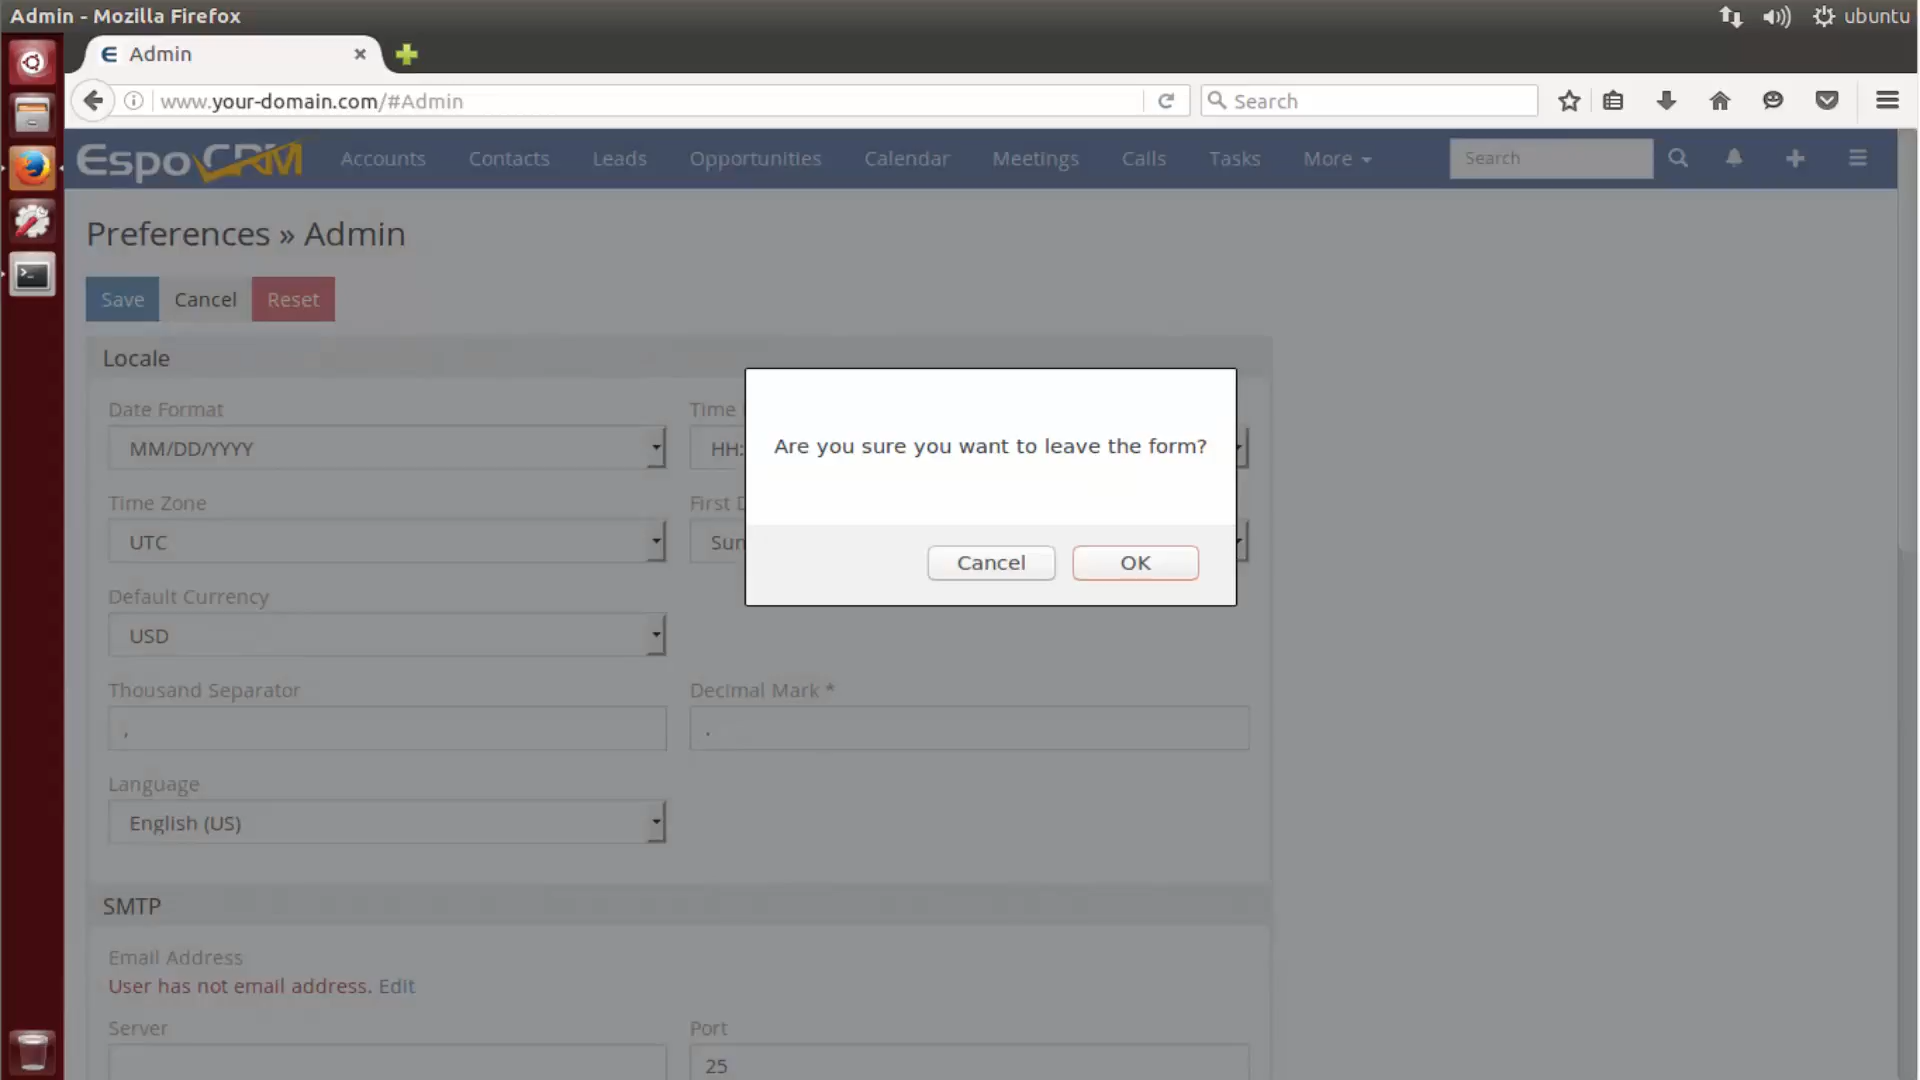 Admin - Mozilla Firefox
ubuntu
Admin
www.your-domain.com/#Admin
Search
EspoCRM Accounts Contacts Leads Opportunities Calendar Meetings Calls Tasks More Search
Preferences » Admin
Save Cancel Reset
Locale
Date Format Time
MM/DD/YYYY HH:
Are you sure you want to leave the form?
Time Zone First D
UTC Sun
Cancel OK
Default Currency
USD
Thousand Separator Decimal Mark *
, .
Language
English (US)
SMTP
Email Address
User has not email address. Edit
Server Port
25